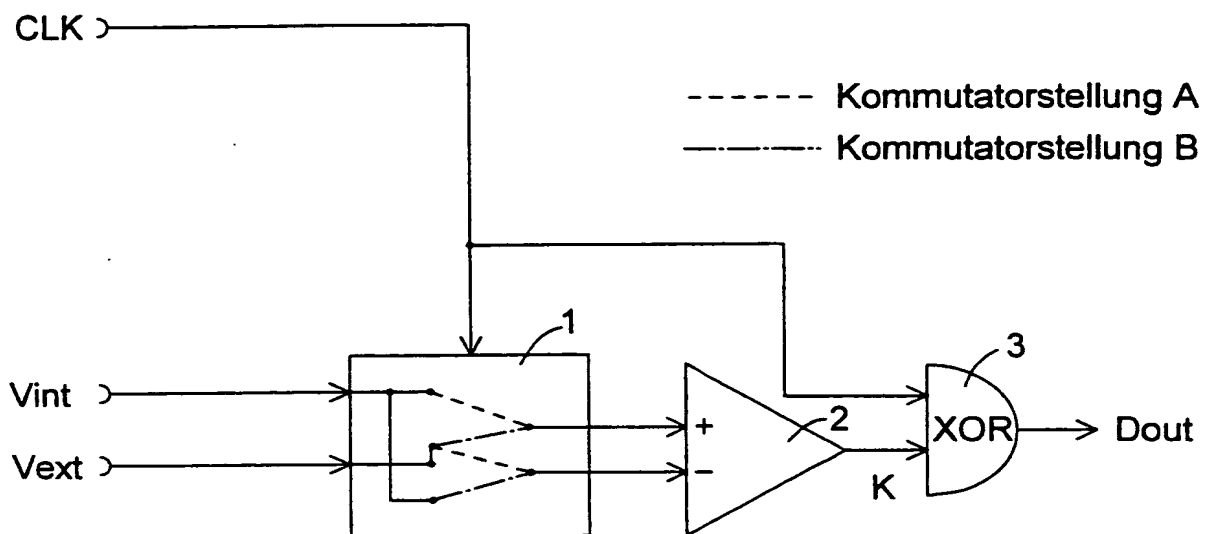 CLK
Kommutatorstellung A
Kommutatorstellung B
1
3
Vint
+
2
XOR
Dout
Vext
−
K